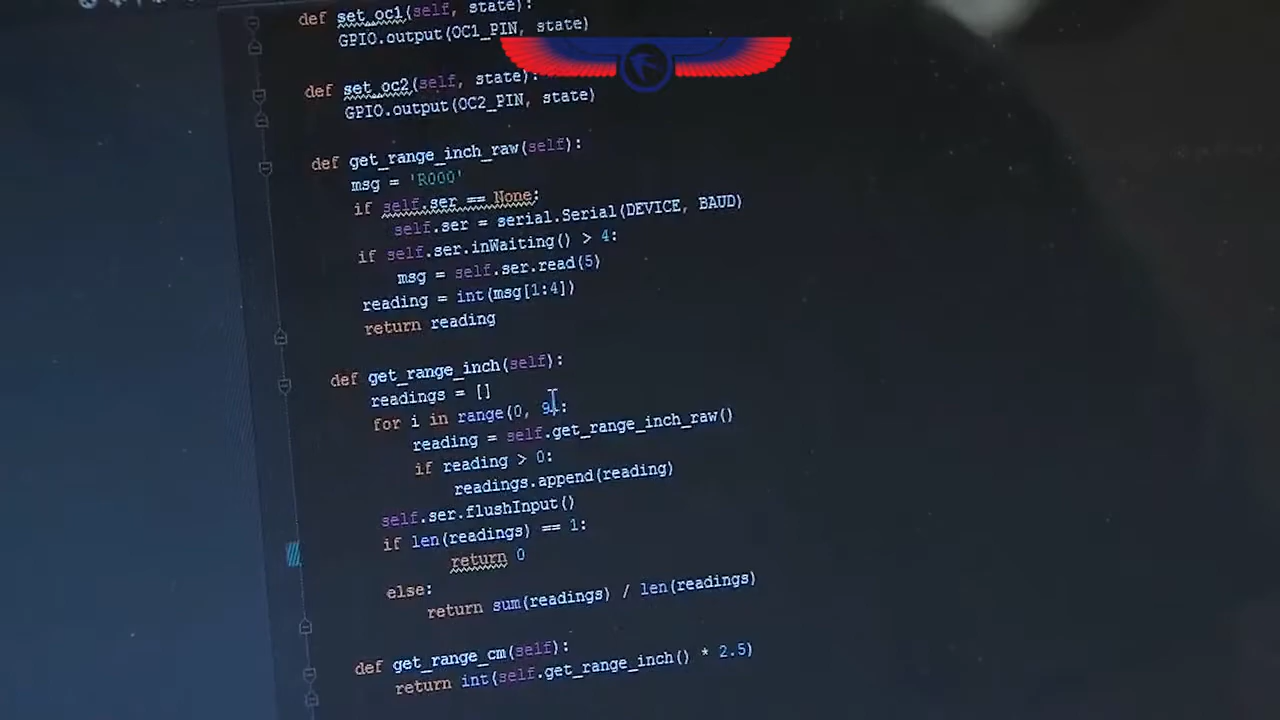 def set_oc1(self, state):
GPIO.output(OC1_PIN, state)
def set_oc2(self, state):
GPIO.output(OC2_PIN, state)
def get_range_inch_raw(self):
msg = 'R000'
if self.ser == None:
self.ser = serial.Serial(DEVICE, BAUD)
if self.ser.inWaiting() > 4:
msg = self.ser.read(5)
reading = int(msg[1:4])
return reading
def get_range_inch(self):
readings = []
for i in range(0, 9):
reading = self.get_range_inch_raw()
if reading > 0:
readings.append(reading)
self.ser.flushInput()
if len(readings) == 1:
return 0
else:
return sum(readings) / len(readings)
def get_range_cm(self):
return int(self.get_range_inch() * 2.5)